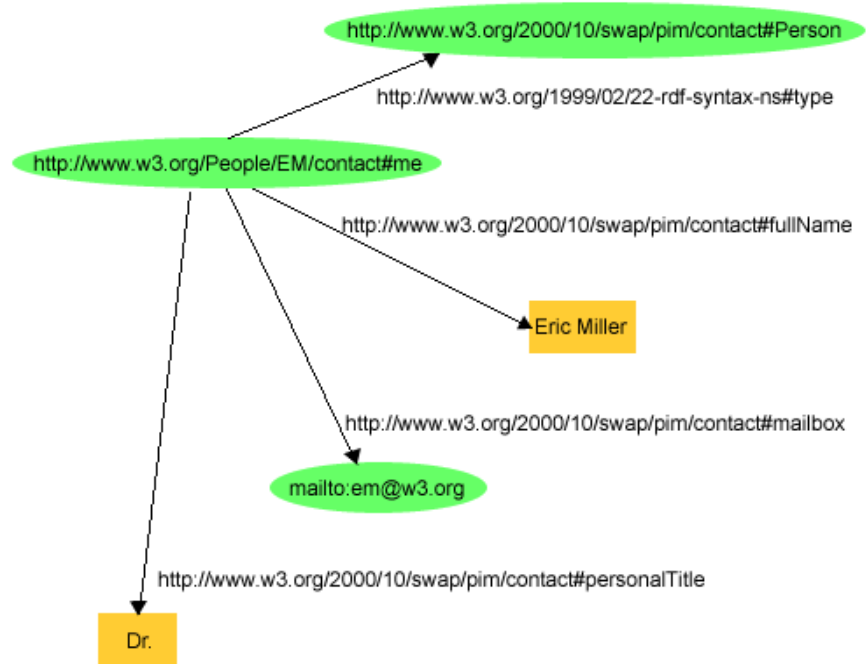 http://www.w3.org/2000/10/swap/pim/contact#Person
http://www.w3.org/1999/02/22-rdf-syntax-ns#type
http://www.w3.org/People/EM/contact#me
http://www.w3.org/2000/10/swap/pim/contact#fullName
Eric Miller
http://www.w3.org/2000/10/swap/pim/contact#mailbox
mailto:em@w3.org
http://www.w3.org/2000/10/swap/pim/contact#personalTitle
Dr.